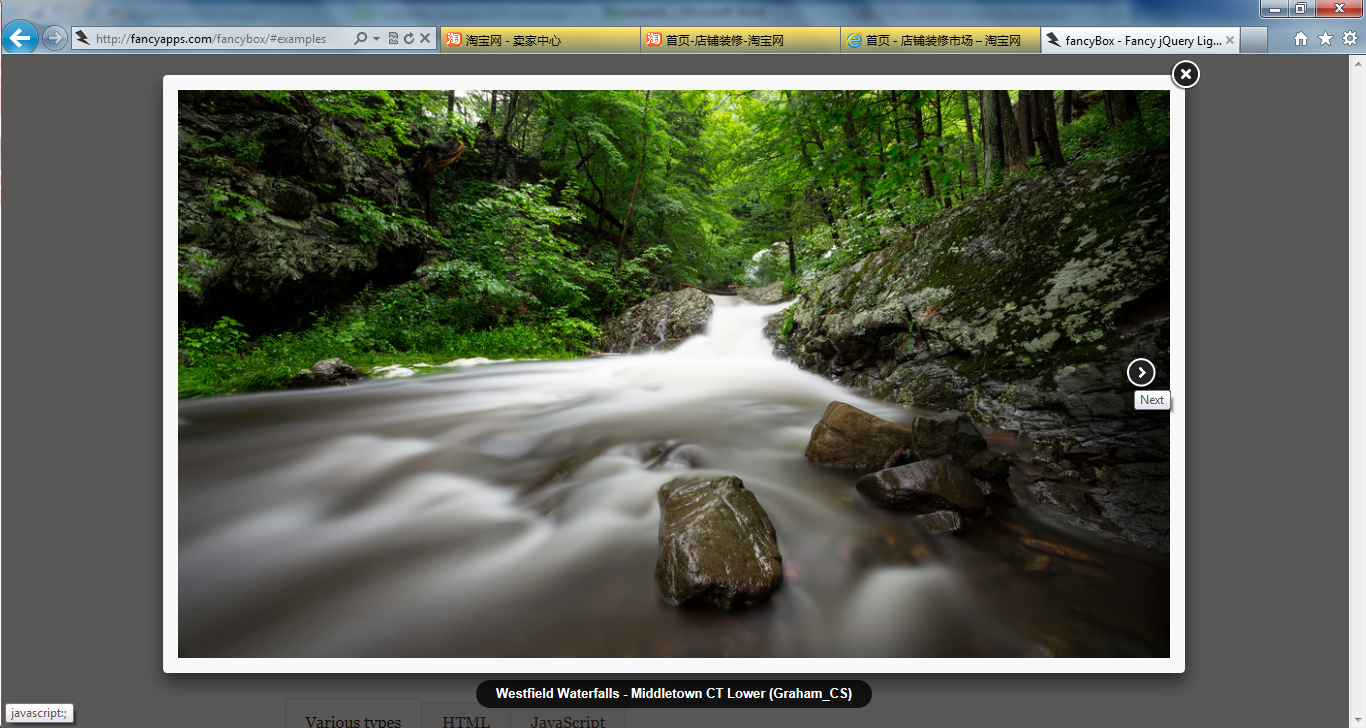 http://fancyapps.com/fancybox/#examples
淘宝网 - 卖家中心
首页-店铺装修-淘宝网
首页 - 店铺装修市场 – 淘宝网
fancyBox - Fancy jQuery Lig...
Next
Westfield Waterfalls - Middletown CT Lower (Graham_CS)
javascript:;
Various types
HTML
JavaScript